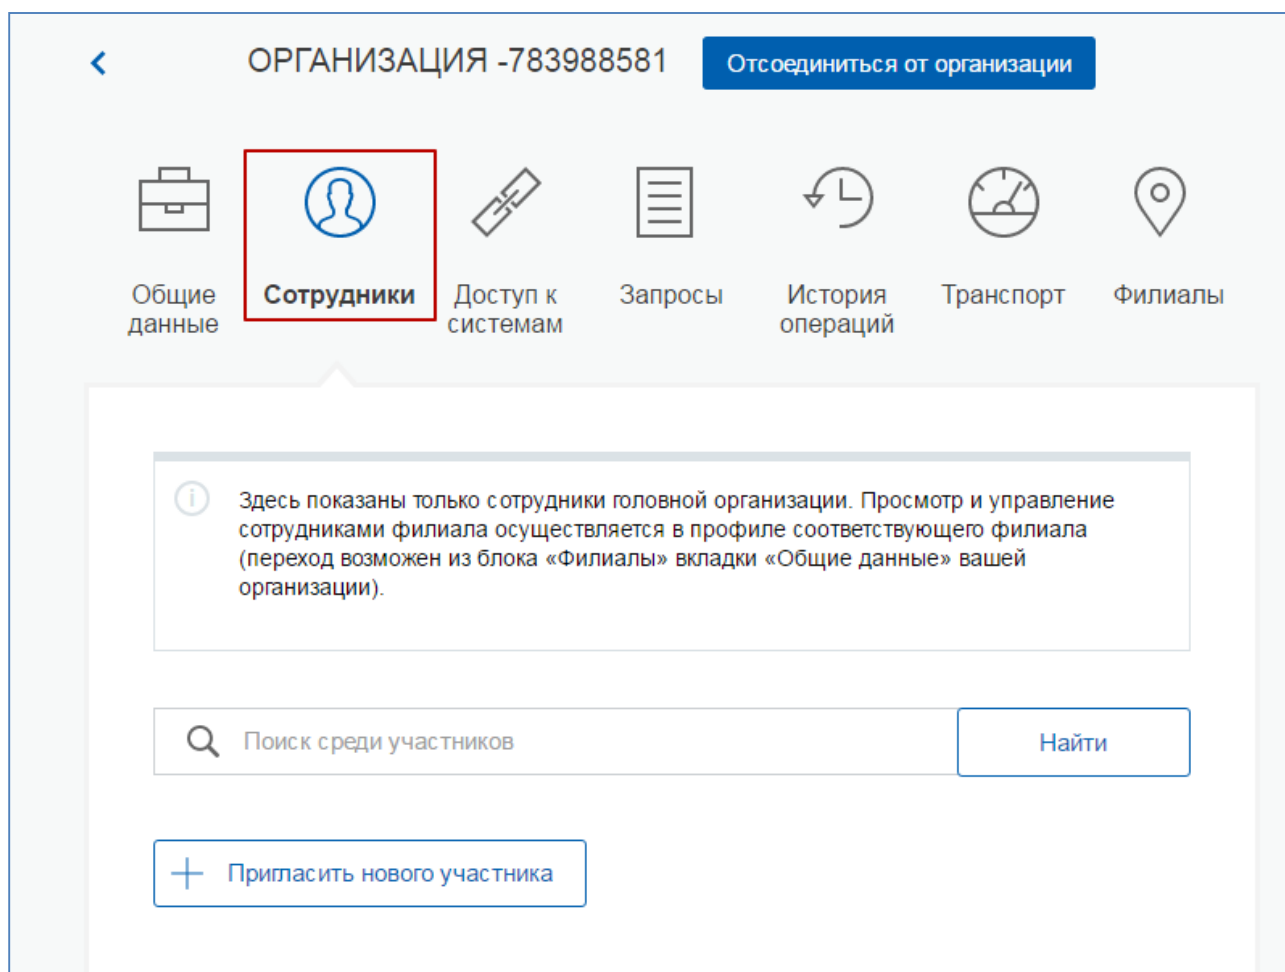 ОРГАНИЗАЦИЯ -783988581
Отсоединиться от организации
Общие
данные
Сотрудники
Доступ к
системам
Запросы
История
операций
Транспорт
Филиалы
Здесь показаны только сотрудники головной организации. Просмотр и управление
сотрудниками филиала осуществляется в профиле соответствующего филиала
(переход возможен из блока «Филиалы» вкладки «Общие данные» вашей
организации).
Поиск среди участников
Найти
Пригласить нового участника